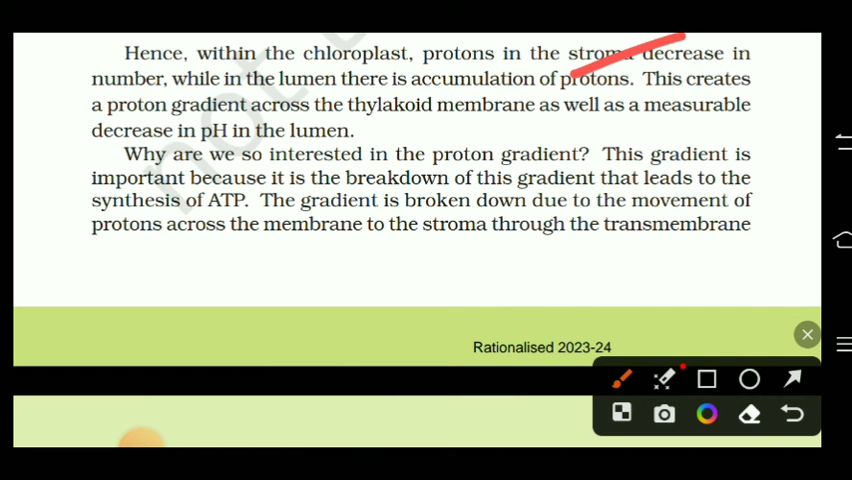 Hence, within the chloroplast, protons in the stroma decrease in
number, while in the lumen there is accumulation of protons. This creates
a proton gradient across the thylakoid membrane as well as a measurable
decrease in pH in the lumen.
Why are we so interested in the proton gradient? This gradient is
important because it is the breakdown of this gradient that leads to the
synthesis of ATP. The gradient is broken down due to the movement of
protons across the membrane to the stroma through the transmembrane
Rationalised 2023-24